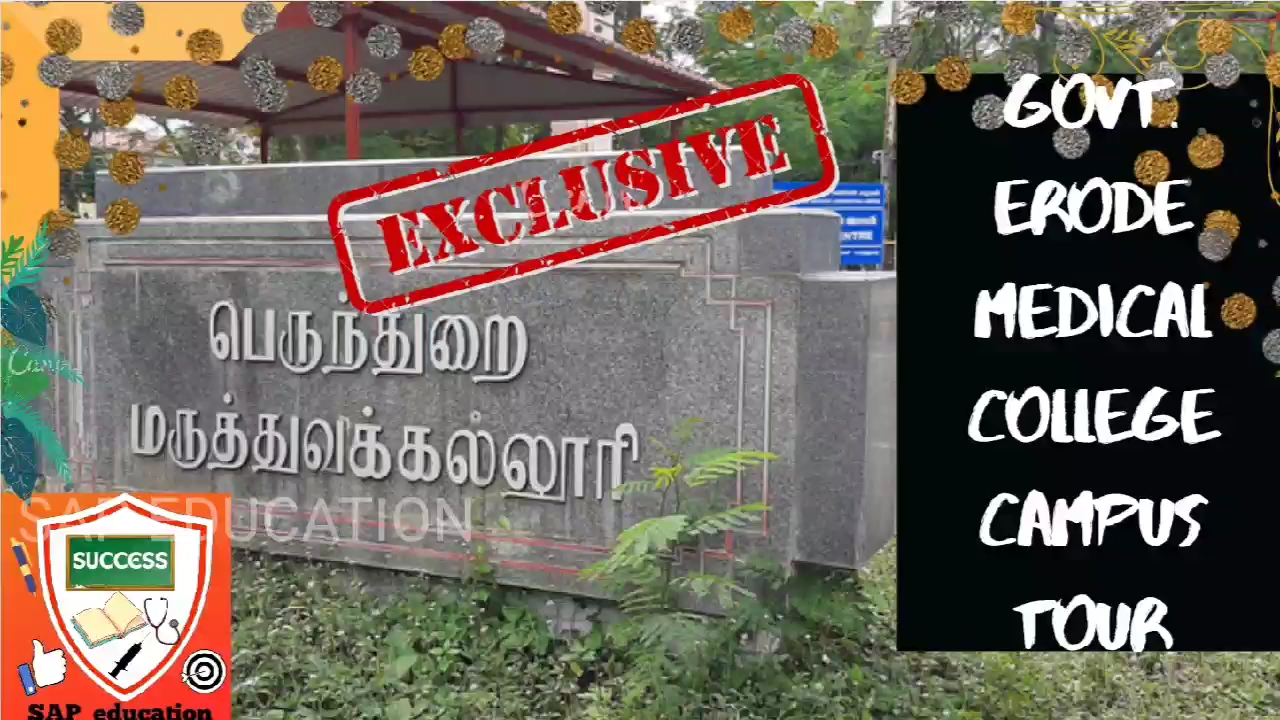 EXCLUSIVE
பெருந்துறை
மருத்துவக்கல்லூரி
GOVT.
ERODE
MEDICAL
COLLEGE
CAMPUS
TOUR
SAP EDUCATION
SUCCESS
SAP education